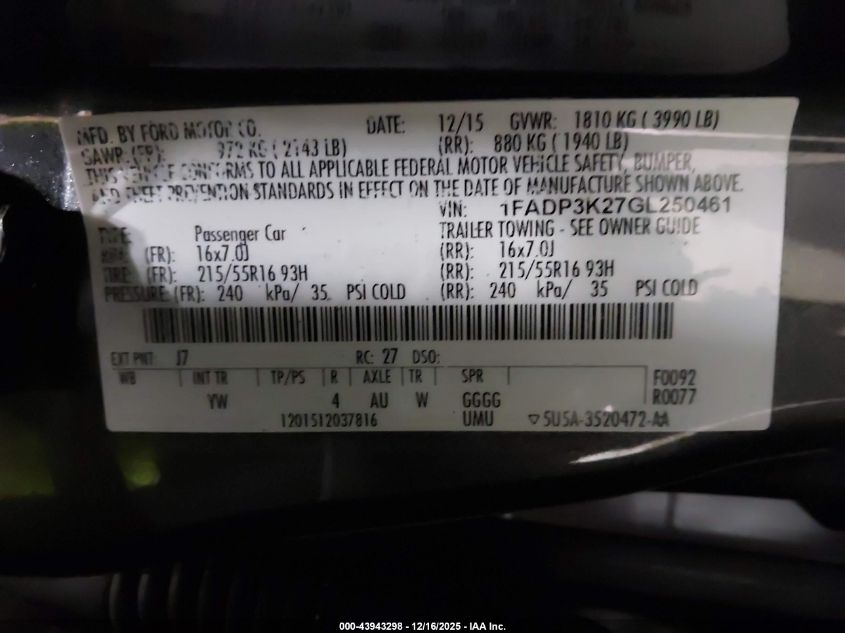 MFD. BY FORD MOTOR CO. DATE: 12/15 GVWR: 1810 KG ( 3990 LB)
GAWR (FR): 972 KG ( 2143 LB) (RR): 880 KG ( 1940 LB)
THIS VEHICLE CONFORMS TO ALL APPLICABLE FEDERAL MOTOR VEHICLE SAFETY, BUMPER,
AND THEFT PREVENTION STANDARDS IN EFFECT ON THE DATE OF MANUFACTURE SHOWN ABOVE.
VIN: 1FADP3K27GL250461
TYPE: Passenger Car TRAILER TOWING - SEE OWNER GUIDE
(FR): 16x7.0J (RR): 16x7.0J
TIRE (FR): 215/55R16 93H (RR): 215/55R16 93H
PRESSURE (FR): 240 kPa/ 35 PSI COLD (RR): 240 kPa/ 35 PSI COLD
EXT PNT: J7 RC: 27 DSO:
WB INT TR TP/PS R AXLE TR SPR F0092
YW 4 AU W GGGG R0077
1201512037816 UMU ▽5U5A-3520472-AA
000-43943298 - 12/16/2025 - IAA Inc.